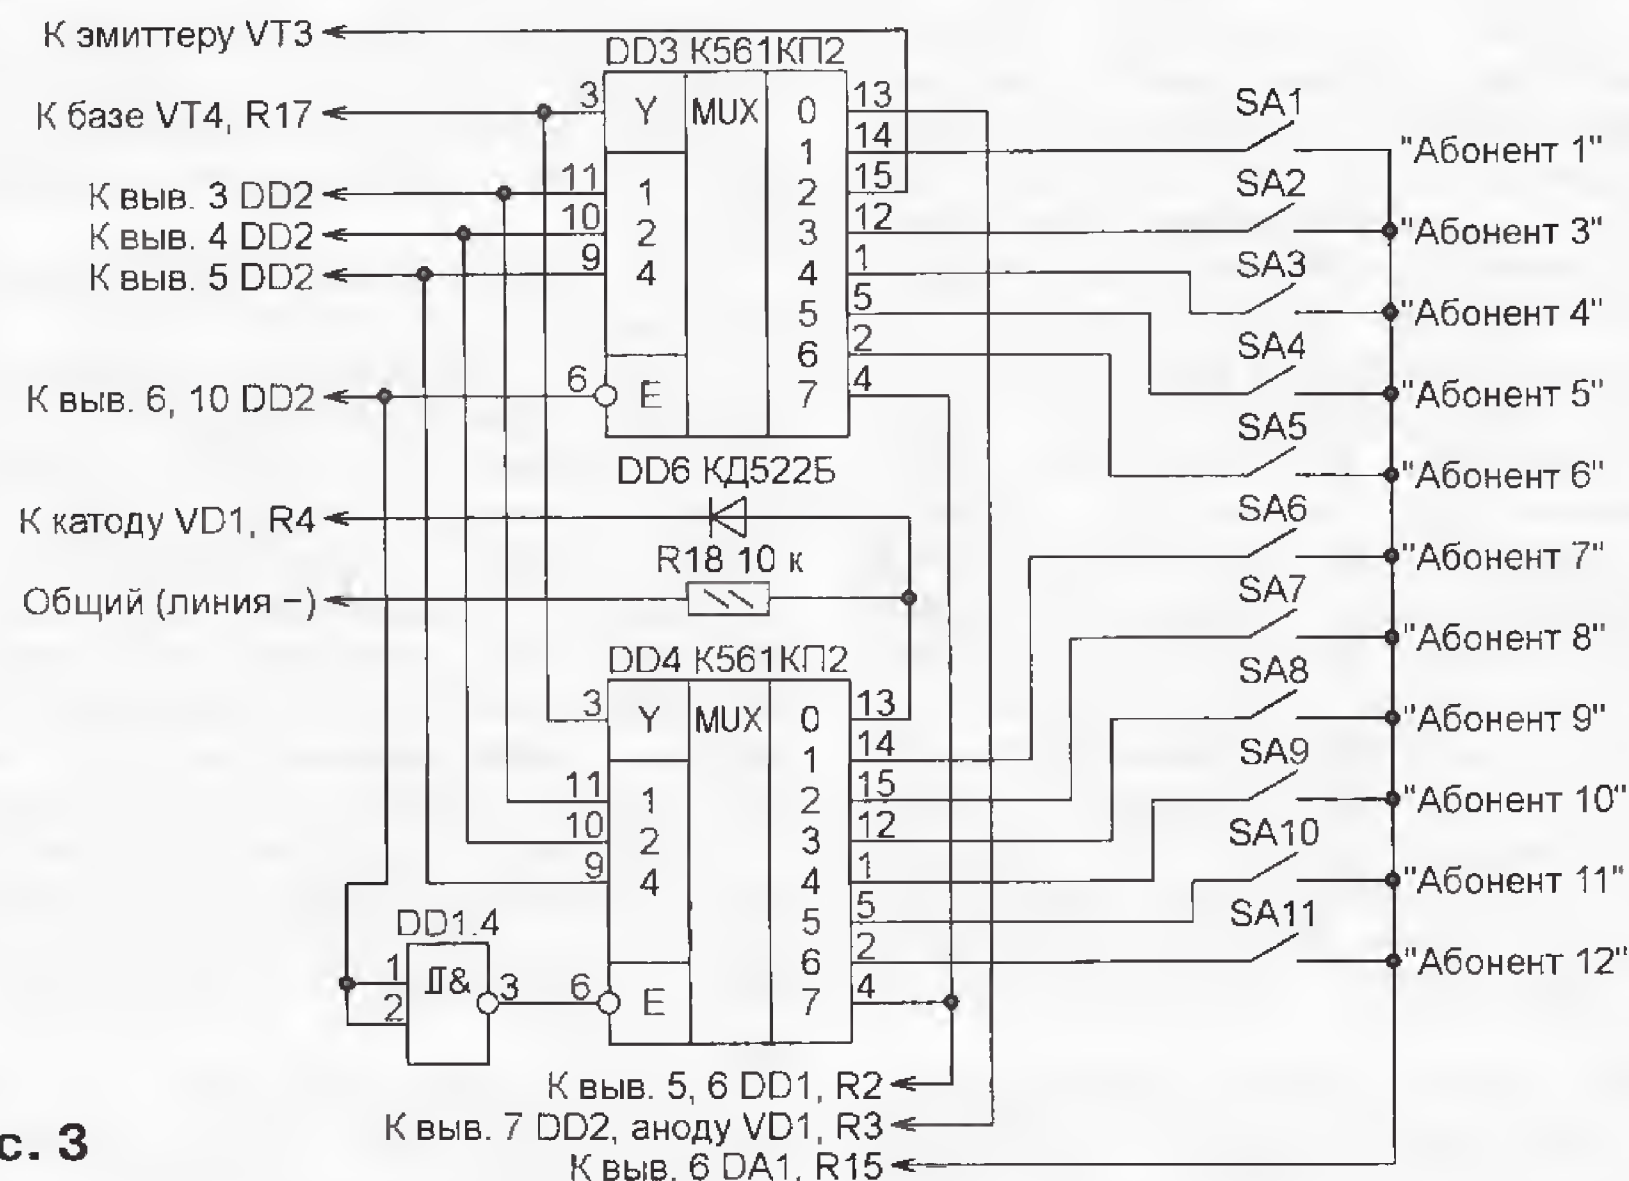 К эмиттеру VT3
DD3 К561КП2
К базе VT4, R17
3 Y MUX 0 13
1 14
К выв. 3 DD2
11 1 2 15
К выв. 4 DD2
10 2 3 12
К выв. 5 DD2
9 4 4 1
5 5
6 2
К выв. 6, 10 DD2
6 E 7 4
SA1
"Абонент 1"
SA2
"Абонент 3"
SA3
"Абонент 4"
SA4
"Абонент 5"
SA5
"Абонент 6"
SA6
"Абонент 7"
SA7
"Абонент 8"
SA8
"Абонент 9"
SA9
"Абонент 10"
SA10
"Абонент 11"
SA11
"Абонент 12"
DD6 КД522Б
К катоду VD1, R4
R18 10 к
Общий (линия –)
DD4 К561КП2
3 Y MUX 0 13
1 14
11 1 2 15
10 2 3 12
9 4 4 1
5 5
6 2
6 E 7 4
DD1.4
1 & 3
2
К выв. 5, 6 DD1, R2
К выв. 7 DD2, аноду VD1, R3
К выв. 6 DA1, R15
с. 3